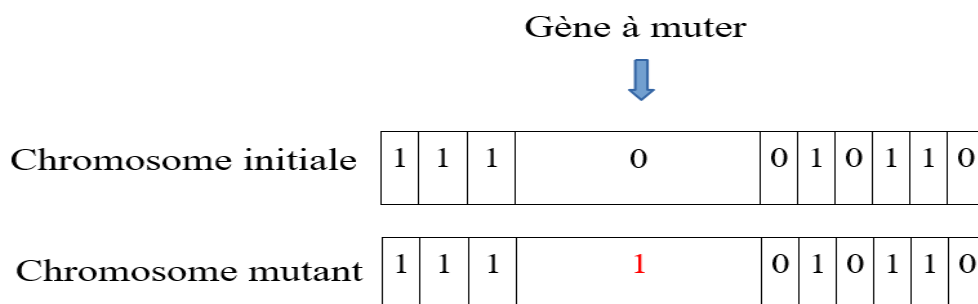 Gène à muter
Chromosome initiale 1 1 1 0 0 1 0 1 1 0
Chromosome mutant 1 1 1 1 0 1 0 1 1 0